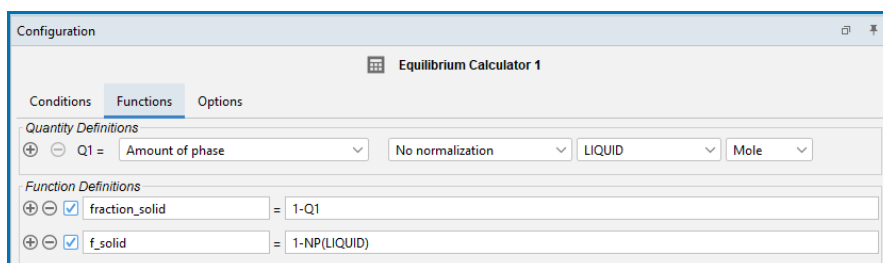 Configuration
Equilibrium Calculator 1
Conditions Functions Options
Quantity Definitions
Q1 = Amount of phase No normalization LIQUID Mole
Function Definitions
fraction_solid = 1-Q1
f_solid = 1-NP(LIQUID)